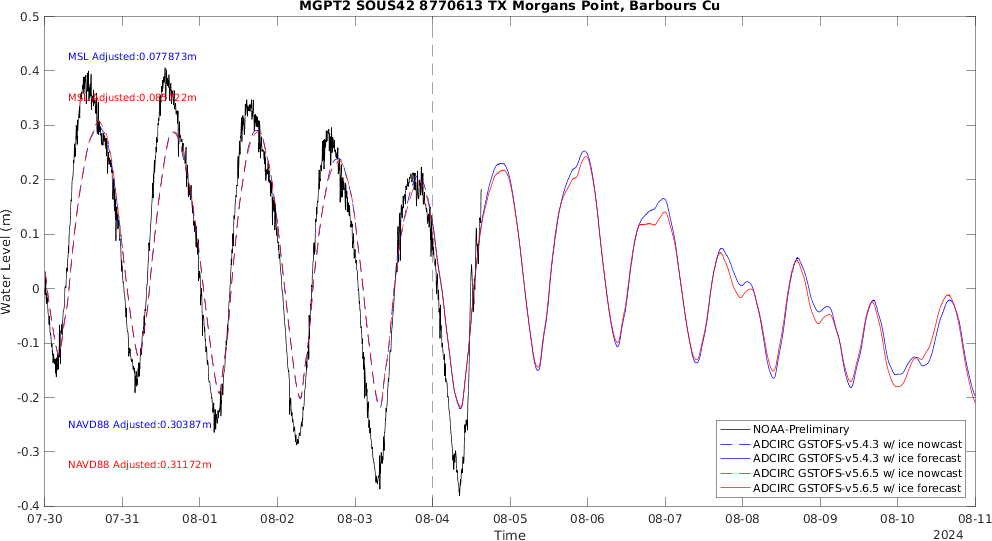 MGPT2 SOUS42 8770613 TX Morgans Point, Barbours Cu
0.5
0.4
0.3
0.2
0.1
0
-0.1
-0.2
-0.3
-0.4
Water Level (m)
MSL Adjusted:0.077873m
MSL
NAVD88 Adjusted:0.30387m
NAVD88 Adjusted:0.31172m
NOAA-Preliminary
ADCIRC GSTOFS-v5.4.3 w/ ice nowcast
ADCIRC GSTOFS-v5.4.3 w/ ice forecast
ADCIRC GSTOFS-v5.6.5 w/ ice nowcast
ADCIRC GSTOFS-v5.6.5 w/ ice forecast
07-30 07-31 08-01 08-02 08-03 08-04 08-05 08-06 08-07 08-08 08-09 08-10 08-11
Time
2024